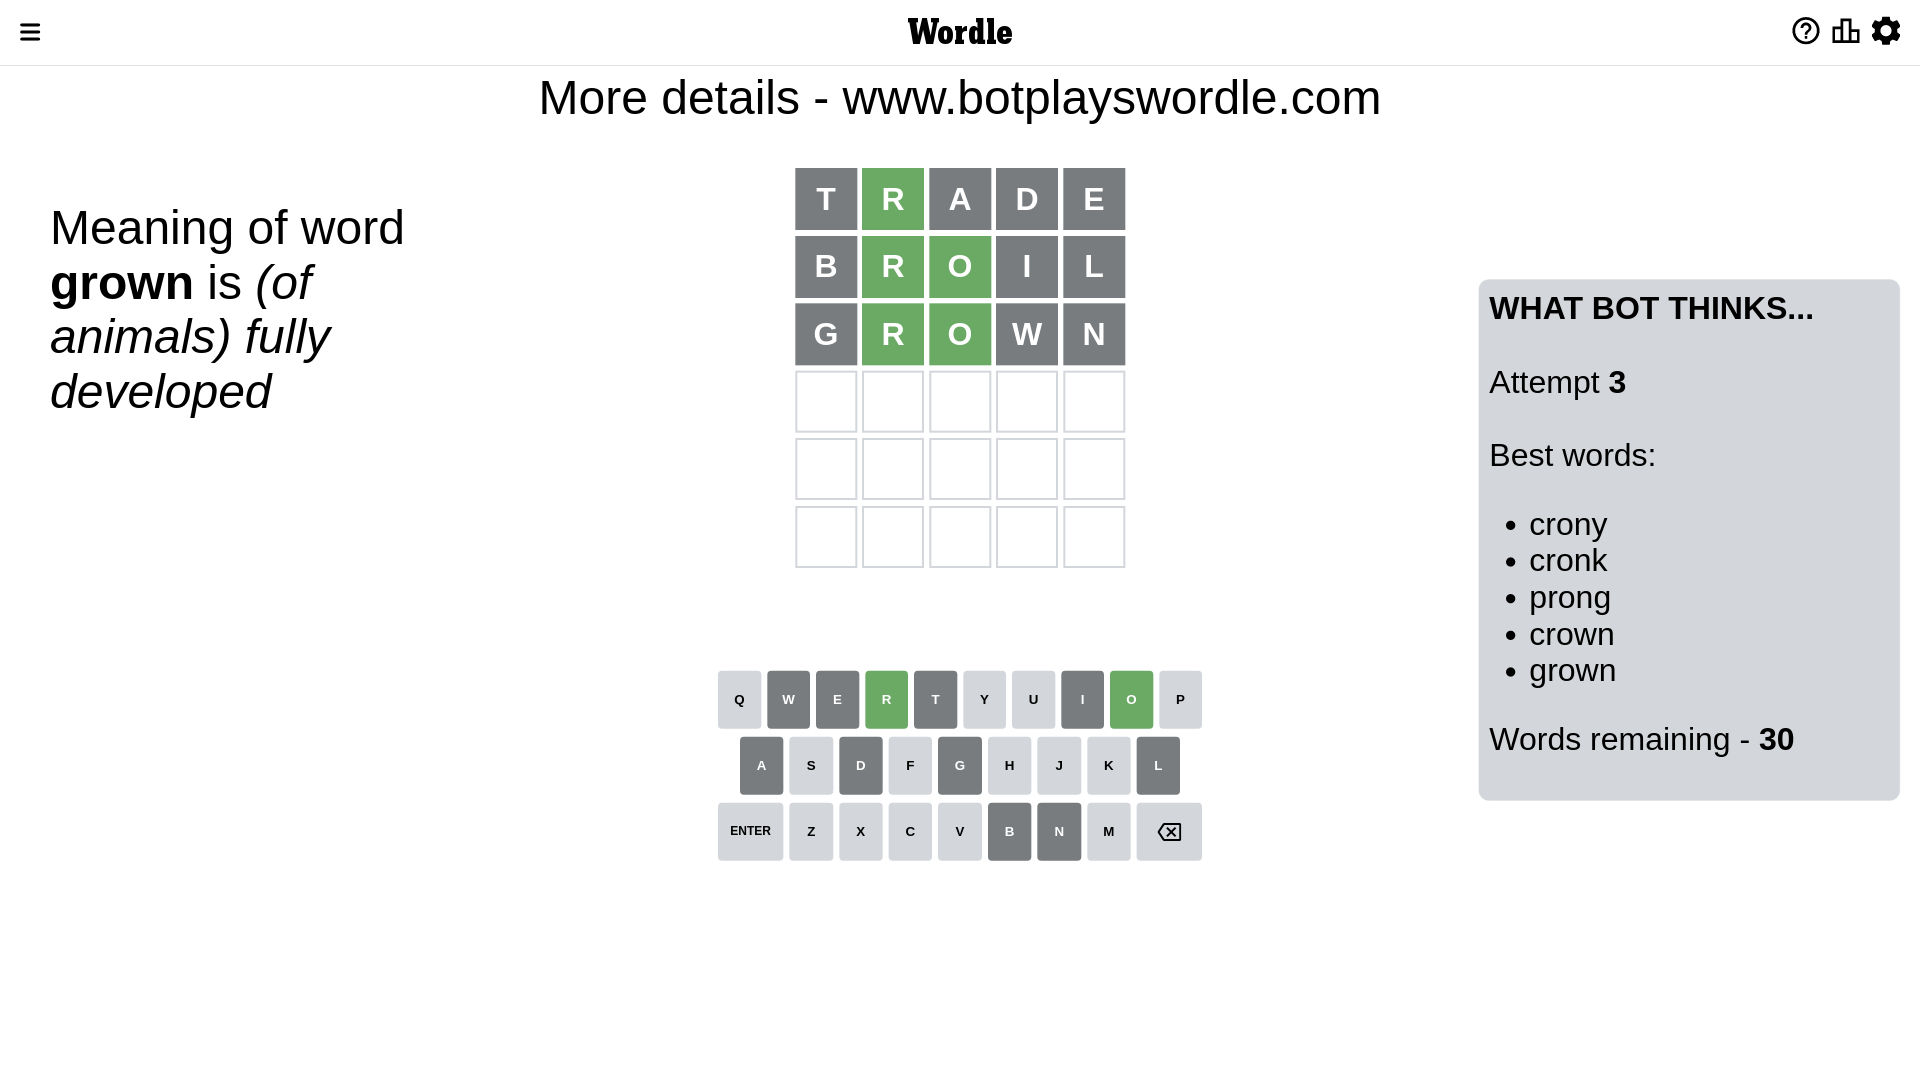 Wordle
More details - www.botplayswordle.com
Meaning of word
grown is (of
animals) fully
developed
T R A D E
B R O I L
G R O W N
WHAT BOT THINKS...
Attempt 3
Best words:
crony
cronk
prong
crown
grown
Words remaining - 30
Q W E R T Y U I O P
A S D F G H J K L
ENTER Z X C V B N M